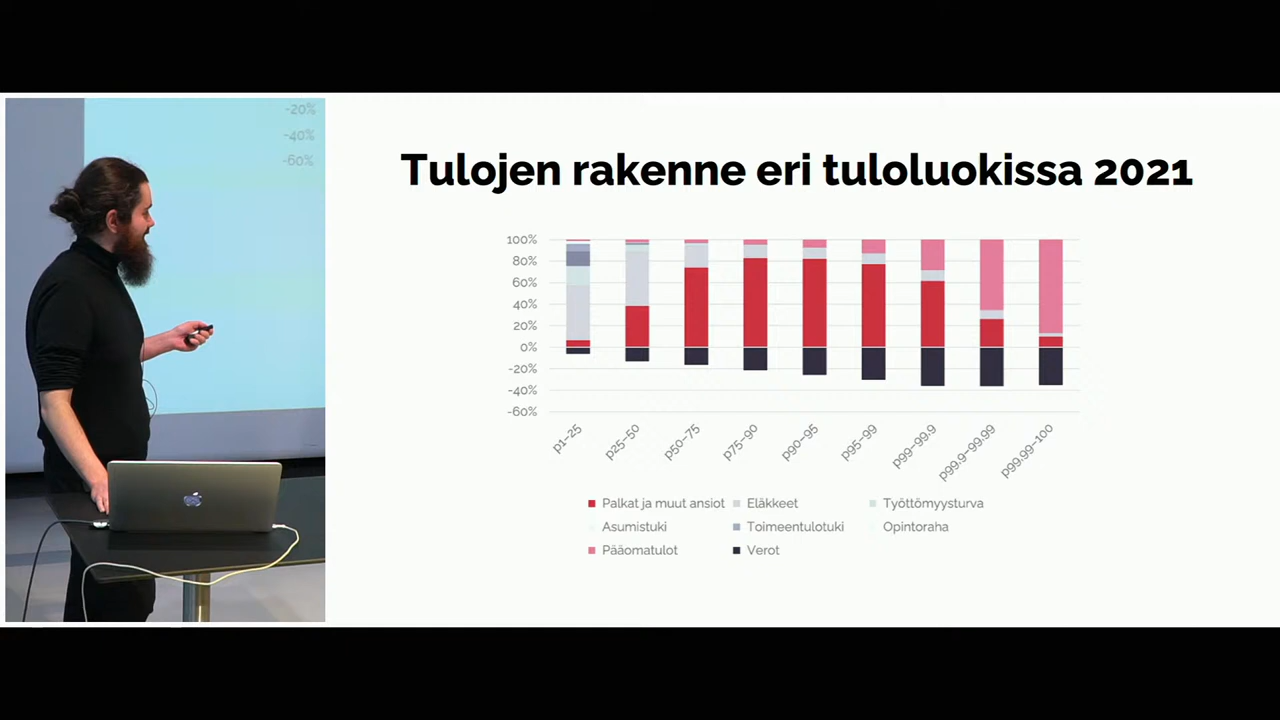 -20%
-40%
-60%
Tulojen rakenne eri tuloluokissa 2021
100%
80%
60%
40%
20%
0%
-20%
-40%
-60%
p1-25
p25-50
p50-75
p75-90
p90-95
p95-99
p99-99.9
p99.9-99.99
p99.99-100
Palkat ja muut ansiot
Eläkkeet
Työttömyysturva
Asumistuki
Toimeentulotuki
Opintoraha
Pääomatulot
Verot